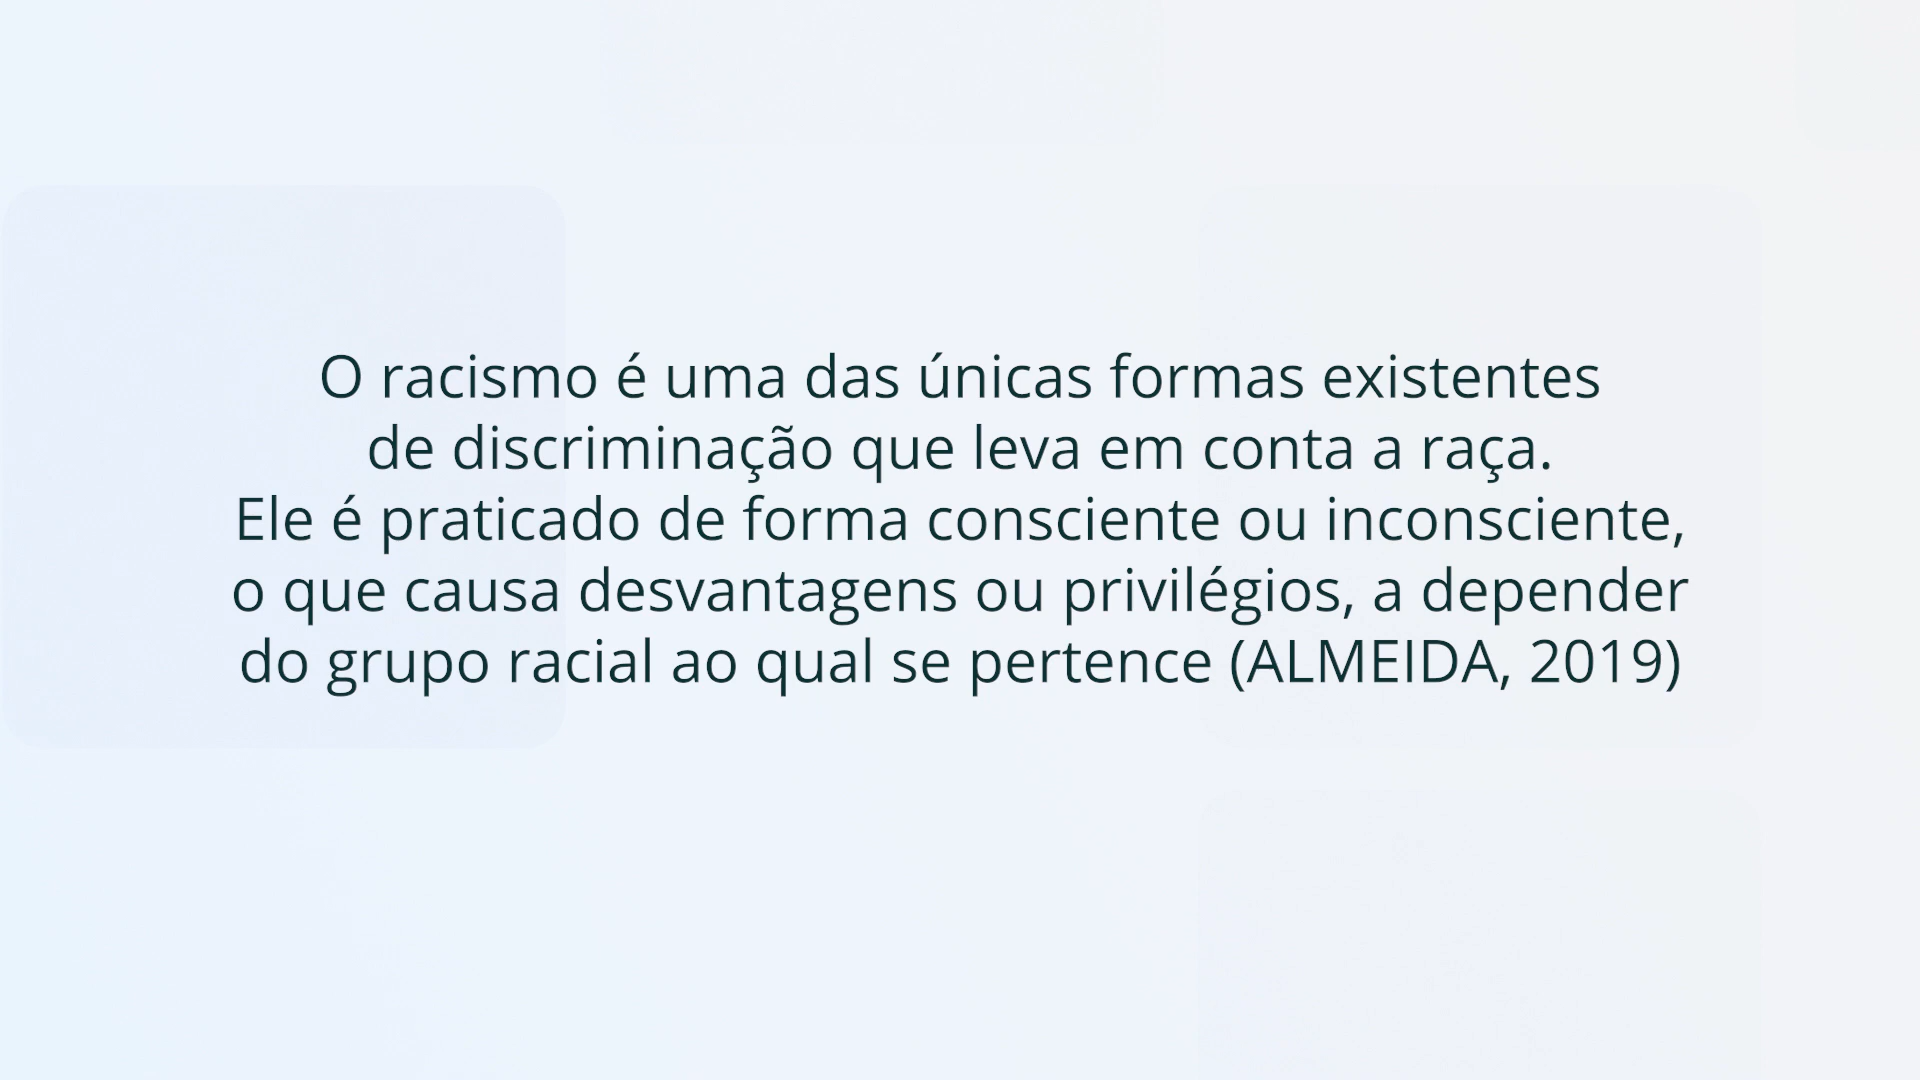 O racismo é uma das únicas formas existentes
de discriminação que leva em conta a raça.
Ele é praticado de forma consciente ou inconsciente,
o que causa desvantagens ou privilégios, a depender
do grupo racial ao qual se pertence (ALMEIDA, 2019)